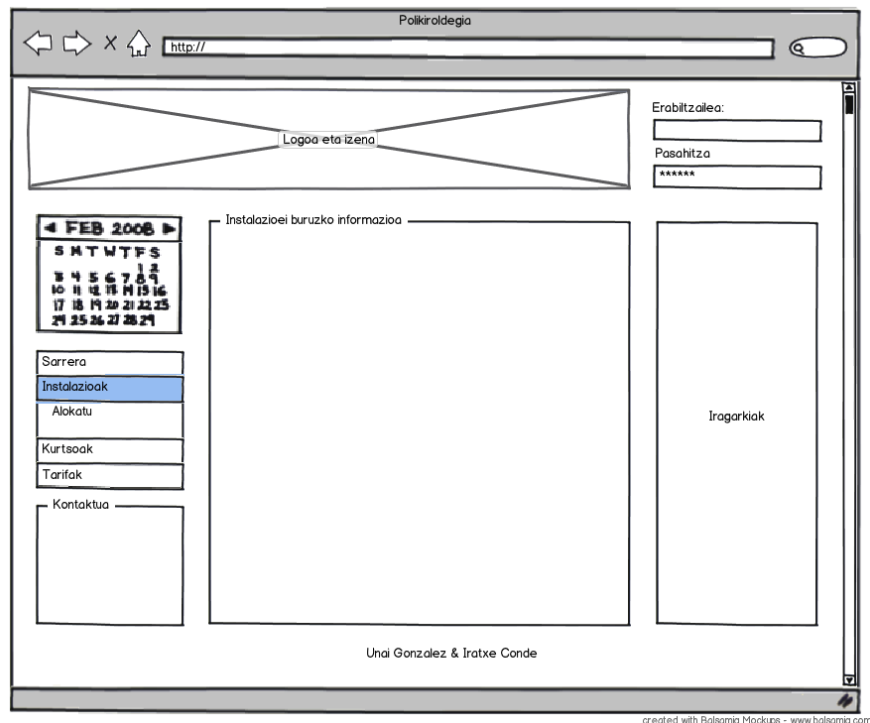 Polikiroldegia
http://
Logoa eta izena
Erabiltzailea:
Pasahitza
******
FEB 2008
S M T W T F S
1 2
3 4 5 6 7 8 9
10 11 12 13 14 15 16
17 18 19 20 21 22 23
24 25 26 27 28 29
Sarrera
Instalazioak
Alokatu
Kurtsoak
Tarifak
Kontaktua
Instalazioei buruzko informazioa
Iragarkiak
Unai Gonzalez & Iratxe Conde
created with Balsamiq Mockups - www.balsamiq.com